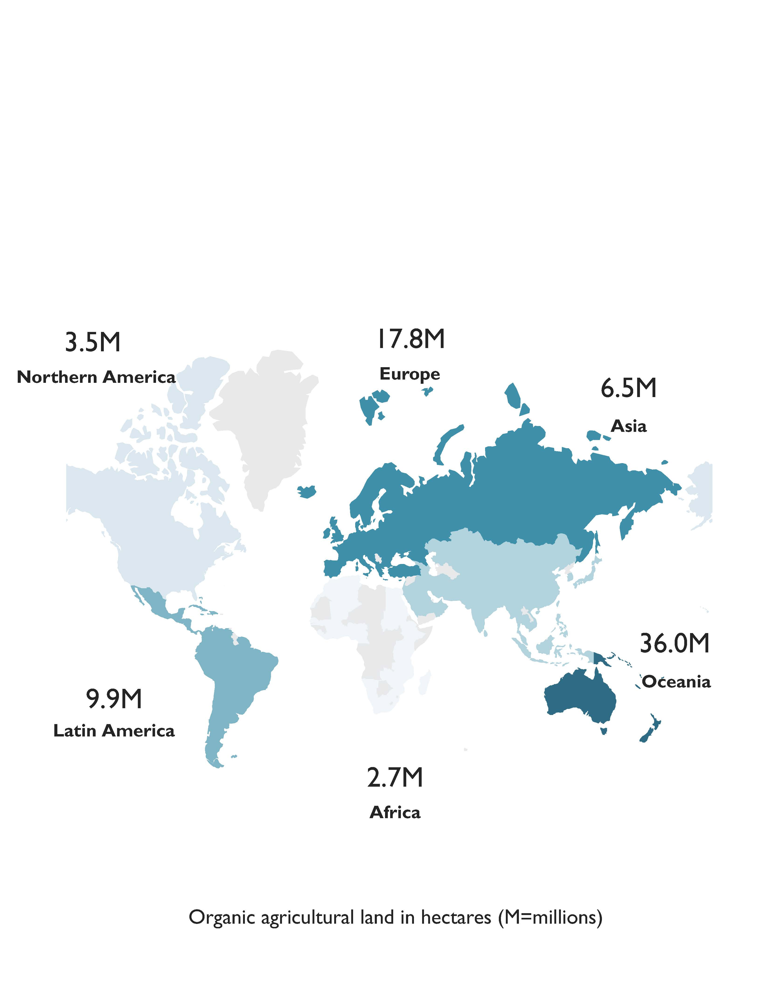 3.5M
Northern America
17.8M
Europe
6.5M
Asia
36.0M
Oceania
9.9M
Latin America
2.7M
Africa
Organic agricultural land in hectares (M=millions)